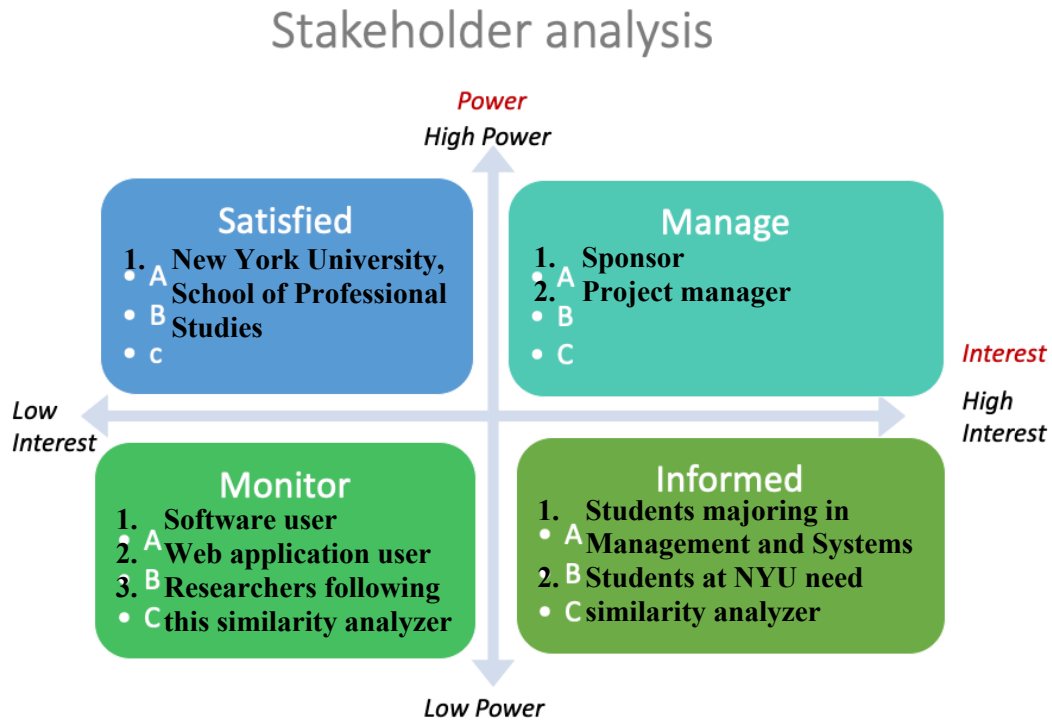 Stakeholder analysis
Power
High Power
Satisfied
1. New York University,
• A School of Professional
• B Studies
• c
Manage
1. Sponsor
• A
2. Project manager
• B
• C
Interest
High
Interest
Low
Interest
Monitor
1. Software user
• A
2. Web application user
• B
3. Researchers following
• C this similarity analyzer
Informed
1. Students majoring in
• A Management and Systems
2. Students at NYU need
• B
• C similarity analyzer
Low Power